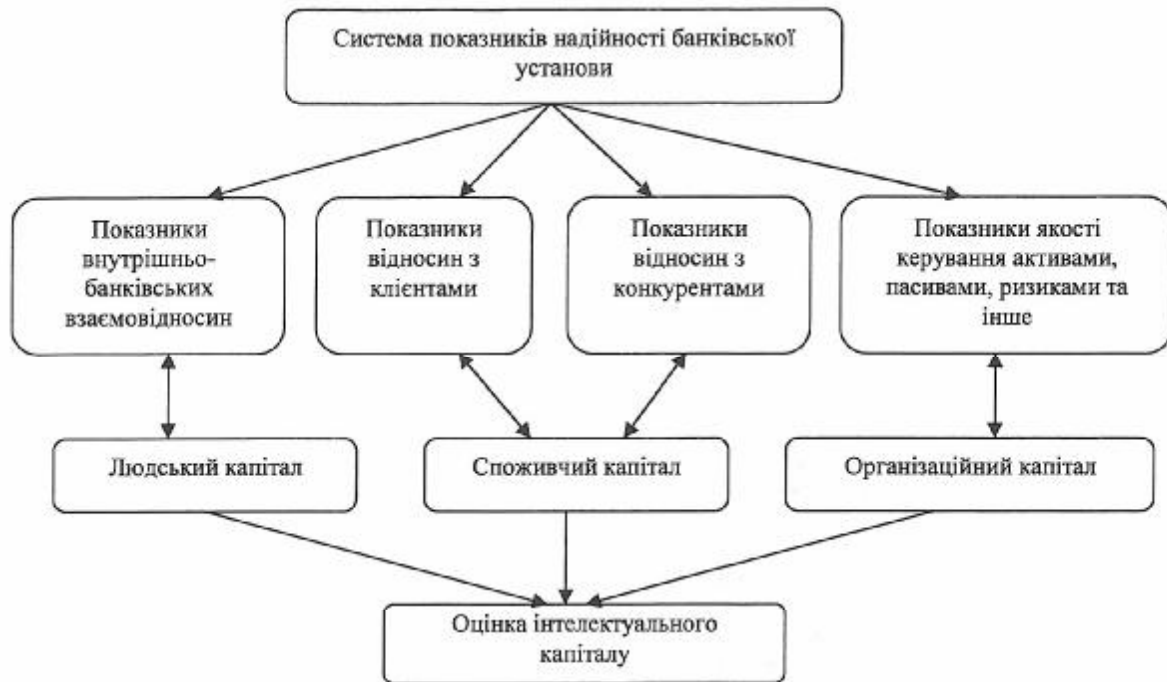 Система показників надійності банківської
установи
Показники
внутрішньо-
банківських
взаємовідносин
Показники
відносин з
клієнтами
Показники
відносин з
конкурентами
Показники якості
керування активами,
пасивами, ризиками та
інше
Людський капітал
Споживчий капітал
Організаційний капітал
Оцінка інтелектуального
капіталу